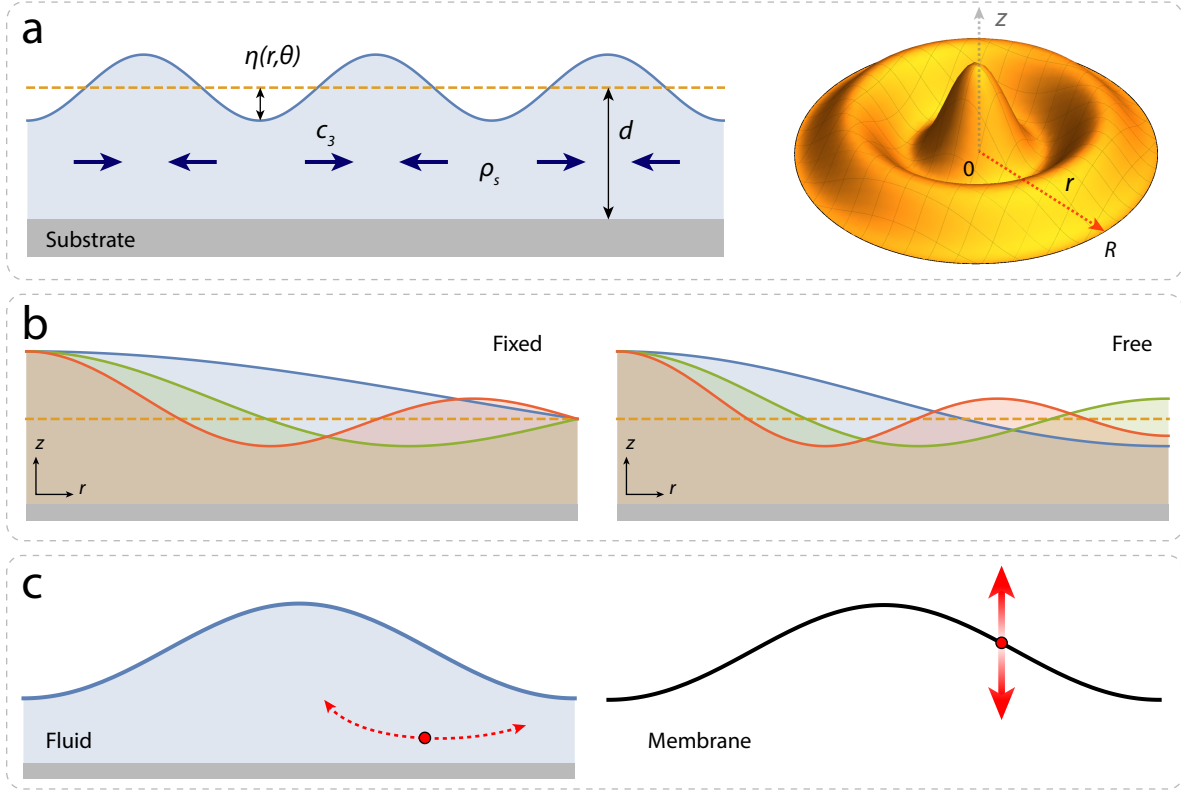 a
η(r,θ)
c₃
d
ρₛ
Substrate
z
0
r
R
b
Fixed
z
r
Free
z
r
c
Fluid
Membrane